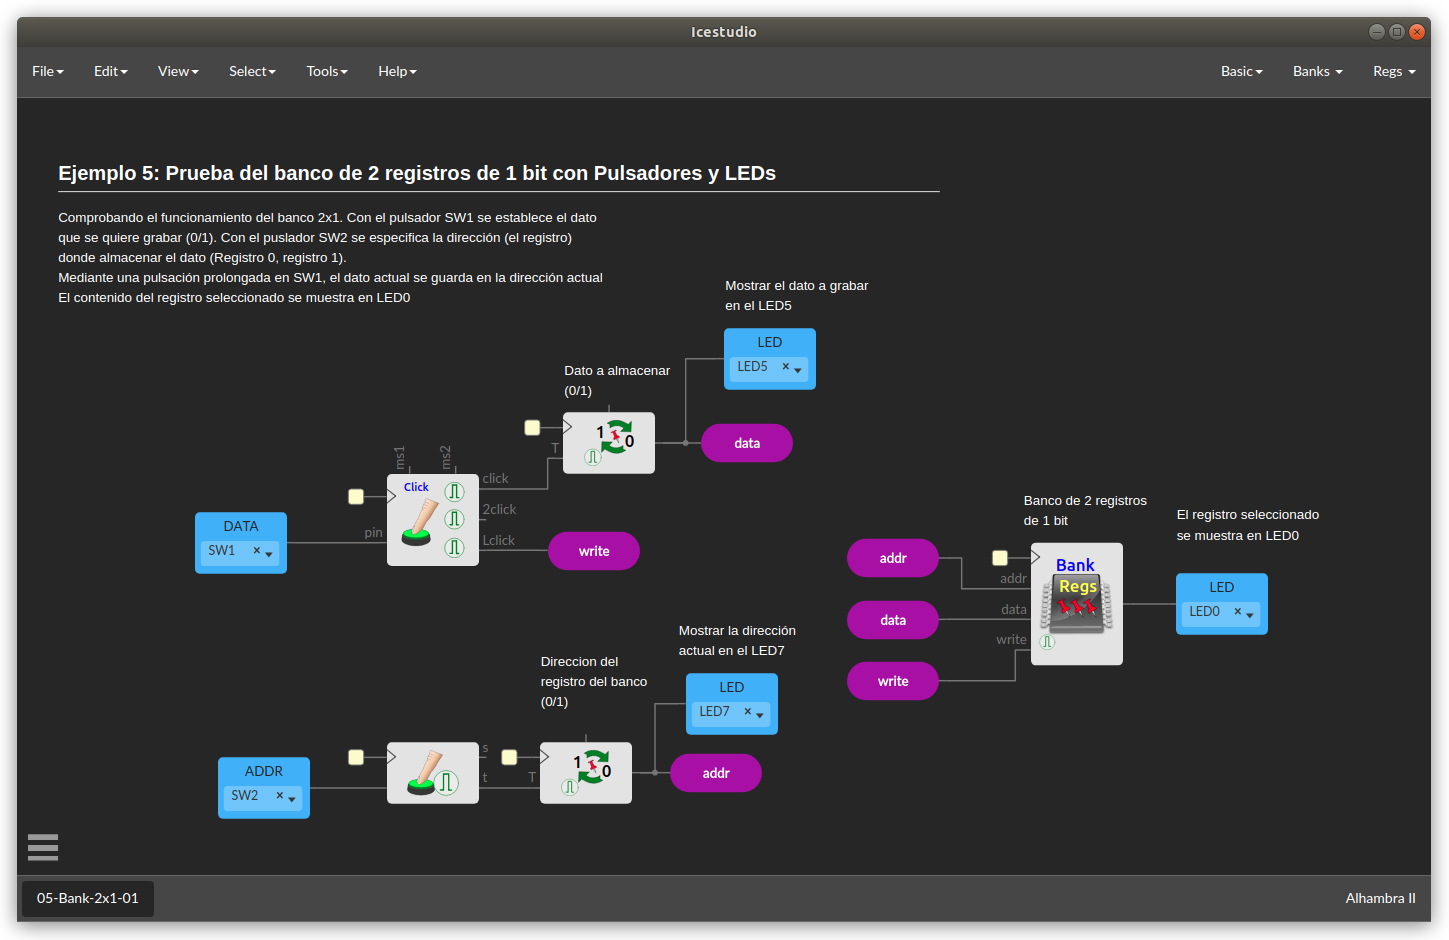 Icestudio
File Edit View Select Tools Help Basic Banks Regs
Ejemplo 5: Prueba del banco de 2 registros de 1 bit con Pulsadores y LEDs
Comprobando el funcionamiento del banco 2x1. Con el pulsador SW1 se establece el dato
que se quiere grabar (0/1). Con el puslador SW2 se especifica la dirección (el registro)
donde almacenar el dato (Registro 0, registro 1).
Mediante una pulsación prolongada en SW1, el dato actual se guarda en la dirección actual
El contenido del registro seleccionado se muestra en LED0
Mostrar el dato a grabar
en el LED5
LED
LED5 ×
Dato a almacenar
(0/1)
T
1 0
data
ms1
ms2
Click
click
2click
Lclick
pin
DATA
SW1 ×
write
Banco de 2 registros
de 1 bit
El registro seleccionado
se muestra en LED0
addr
data
write
addr
data
write
Bank
Regs
LED
LED0 ×
Mostrar la dirección
actual en el LED7
Direccion del
registro del banco
(0/1)
LED
LED7 ×
ADDR
SW2 ×
s
t
T
1 0
addr
05-Bank-2x1-01
Alhambra II